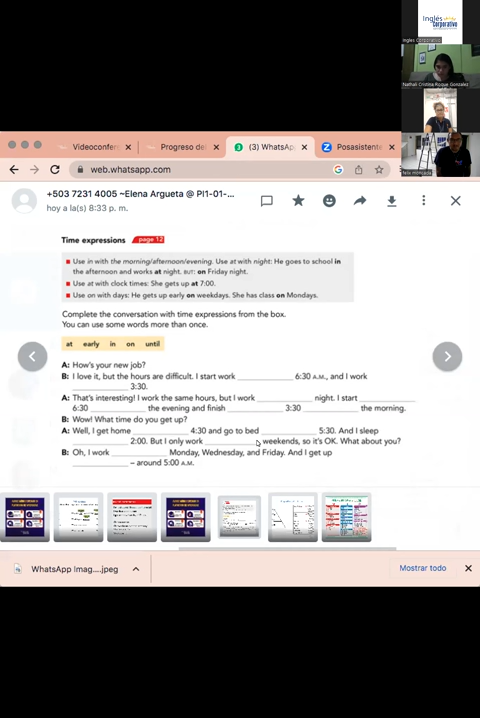 Inglés
corporativo
Inglés Corporativo
Nathali Cristina Roque Gonzalez
felix moncada
Videoconfer
Progreso de
(3) WhatsAp
Posasistente
web.whatsapp.com
+503 7231 4005 ~Elena Argueta @ PI1-01-...
hoy a la(s) 8:33 p. m.
Time expressions page 12
Use in with the morning/afternoon/evening. Use at with night: He goes to school in
the afternoon and works at night. BUT: on Friday night.
Use at with clock times: She gets up at 7:00.
Use on with days: He gets up early on weekdays. She has class on Mondays.
Complete the conversation with time expressions from the box.
You can use some words more than once.
at early in on until
A: How's your new job?
B: I love it, but the hours are difficult. I start work ____________ 6:30 A.M., and I work
____________ 3:30.
A: That's interesting! I work the same hours, but I work ____________ night. I start ____________
6:30 ____________ the evening and finish ____________ 3:30 ____________ the morning.
B: Wow! What time do you get up?
A: Well, I get home ____________ 4:30 and go to bed ____________ 5:30. And I sleep
____________ 2:00. But I only work ____________ weekends, so it's OK. What about you?
B: Oh, I work ____________ Monday, Wednesday, and Friday. And I get up
____________ – around 5:00 A.M.
WhatsApp Imag....jpeg
Mostrar todo